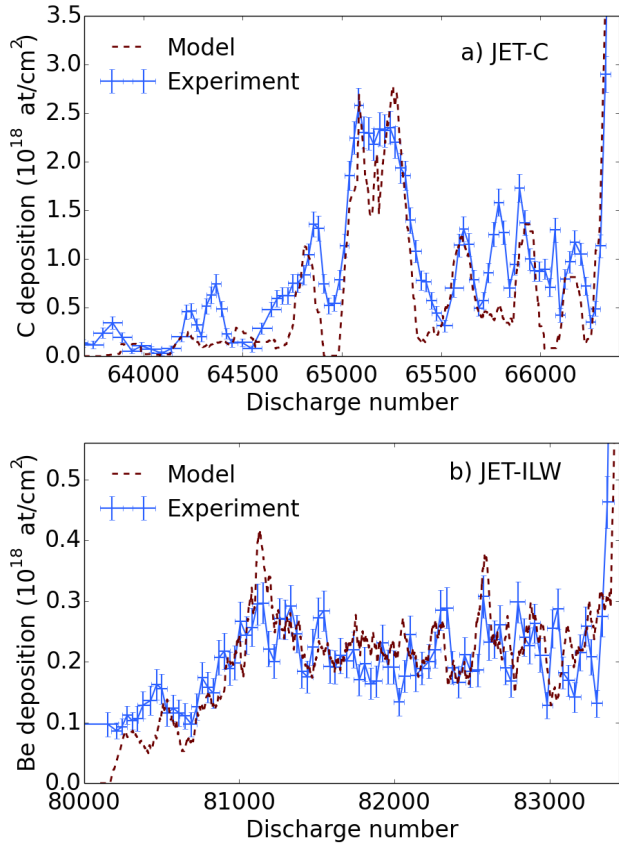 3.5
3.0
2.5
2.0
1.5
1.0
0.5
0.0
C deposition (10^18 at/cm^2)
Model
Experiment
a) JET-C
64000 64500 65000 65500 66000
Discharge number
0.5
0.4
0.3
0.2
0.1
0.0
Be deposition (10^18 at/cm^2)
Model
Experiment
b) JET-ILW
80000 81000 82000 83000
Discharge number